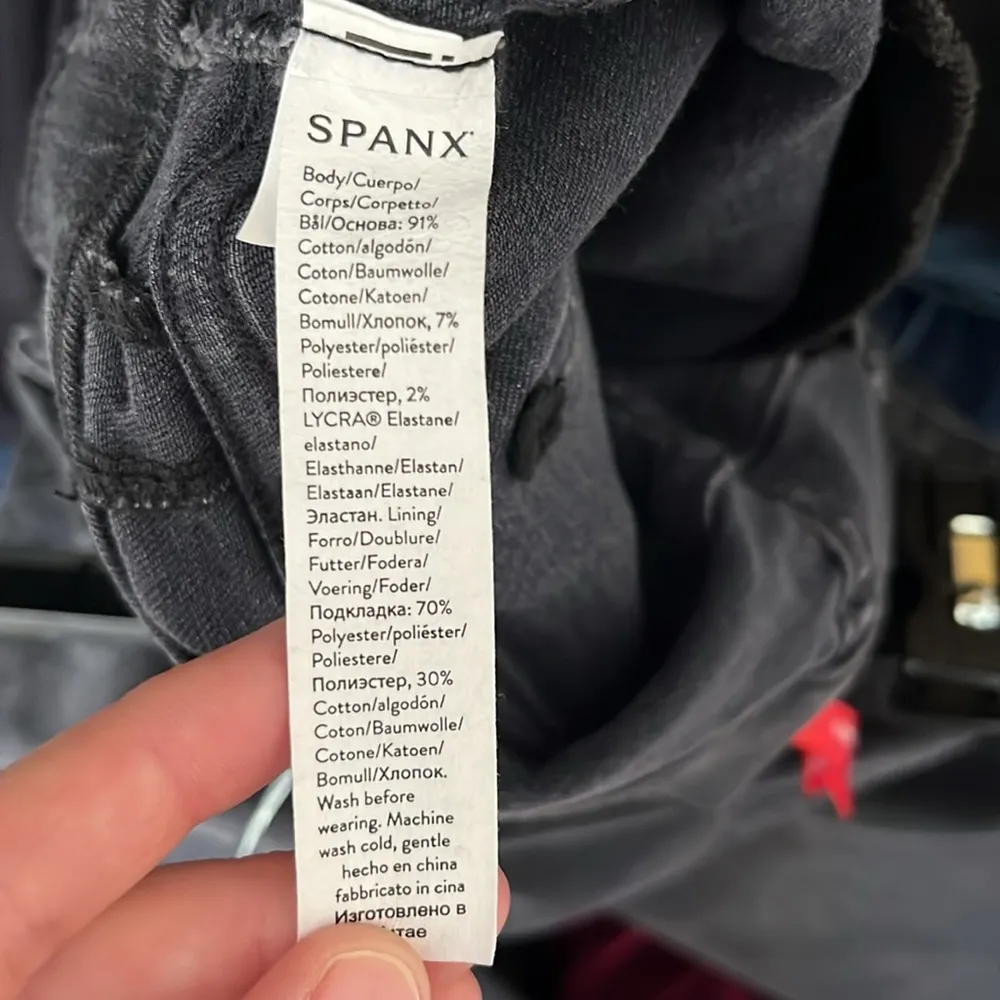 SPANX
Body/Cuerpo/
Corps/Corpetto/
Bål/Основа: 91%
Cotton/algodón/
Coton/Baumwolle/
Cotone/Katoen/
Bomull/Хлопок, 7%
Polyester/poliéster/
Poliestere/
Полиэстер, 2%
LYCRA® Elastane/
elastano/
Elasthanne/Elastan/
Elastaan/Elastane/
Эластан. Lining/
Forro/Doublure/
Futter/Fodera/
Voering/Foder/
Подкладка: 70%
Polyester/poliéster/
Poliestere/
Полиэстер, 30%
Cotton/algodón/
Coton/Baumwolle/
Cotone/Katoen/
Bomull/Хлопок.
Wash before
wearing. Machine
wash cold, gentle
hecho en china
fabbricato in cina
Изготовлено в